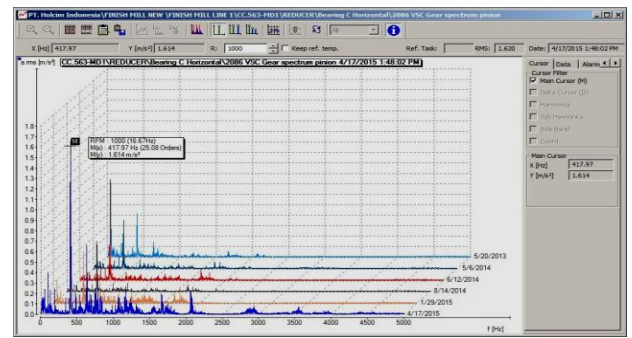 PT. Holcim Indonesia\FINISH MILL NEW \FINISH MILL LINE 1\CC.563-MD1\REDUCER\Bearing C Horizontal\2086 VSC Gear spectrum pinion
All
X [Hz] 417.97 Y [m/s²] 1.614 R: 1000 Keep ref. temp. Ref. Task: RMS: 1.620 Date: 4/17/2015 1:48:02 PM
a rms [m/s²] CC.563-MD1\REDUCER\Bearing C Horizontal\2086 VSC Gear spectrum pinion 4/17/2015 1:48:02 PM
Cursor Data Alarm
Cursor Filter
Main Cursor (M)
Delta Cursor (D)
Harmonics
Sub Harmonics
Side Band
Coord.
Main Cursor
X [Hz] 417.97
Y [m/s²] 1.614
M
RPM : 1000 (16.67Hz)
M(x) : 417.97 Hz (25.08 Orders)
M(y) : 1.614 m/s²
1.8
1.7
1.6
1.5
1.4
1.3
1.2
1.1
1.0
0.9
0.8
0.7
0.6
0.5
0.4
0.3
0.2
0.1
0.0
5/20/2013
5/6/2014
6/12/2014
8/14/2014
1/29/2015
4/17/2015
0 500 1000 1500 2000 2500 3000 3500 4000 4500 5000
f [Hz]